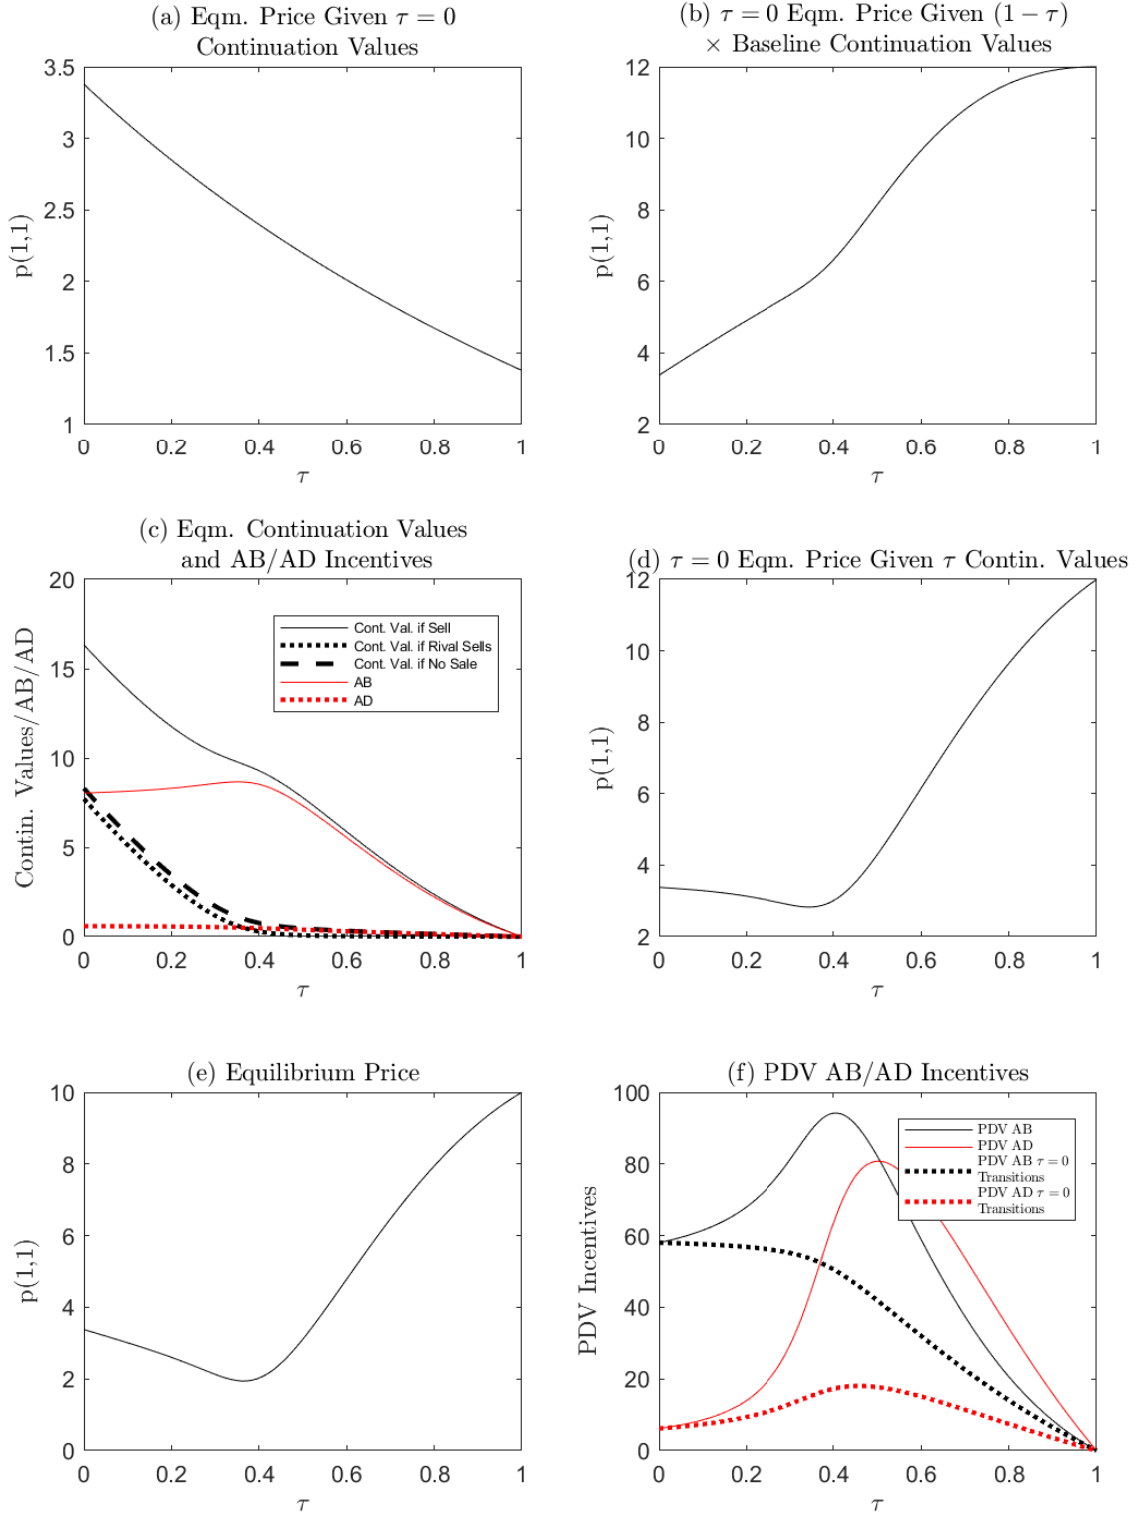 (a) Eqm. Price Given τ = 0
Continuation Values
3.5
3
2.5
2
1.5
1
p(1,1)
0 0.2 0.4 0.6 0.8 1
τ
(b) τ = 0 Eqm. Price Given (1 − τ)
× Baseline Continuation Values
12
10
8
6
4
2
p(1,1)
0 0.2 0.4 0.6 0.8 1
τ
(c) Eqm. Continuation Values
and AB/AD Incentives
20
15
10
5
0
Contin. Values/AB/AD
Cont. Val. if Sell
Cont. Val. if Rival Sells
Cont. Val. if No Sale
AB
AD
0 0.2 0.4 0.6 0.8 1
τ
(d) τ = 0 Eqm. Price Given τ Contin. Values
12
10
8
6
4
2
p(1,1)
0 0.2 0.4 0.6 0.8 1
τ
(e) Equilibrium Price
10
8
6
4
2
0
p(1,1)
0 0.2 0.4 0.6 0.8 1
τ
(f) PDV AB/AD Incentives
100
80
60
40
20
0
PDV Incentives
PDV AB
PDV AD
PDV AB τ = 0
Transitions
PDV AD τ = 0
Transitions
0 0.2 0.4 0.6 0.8 1
τ